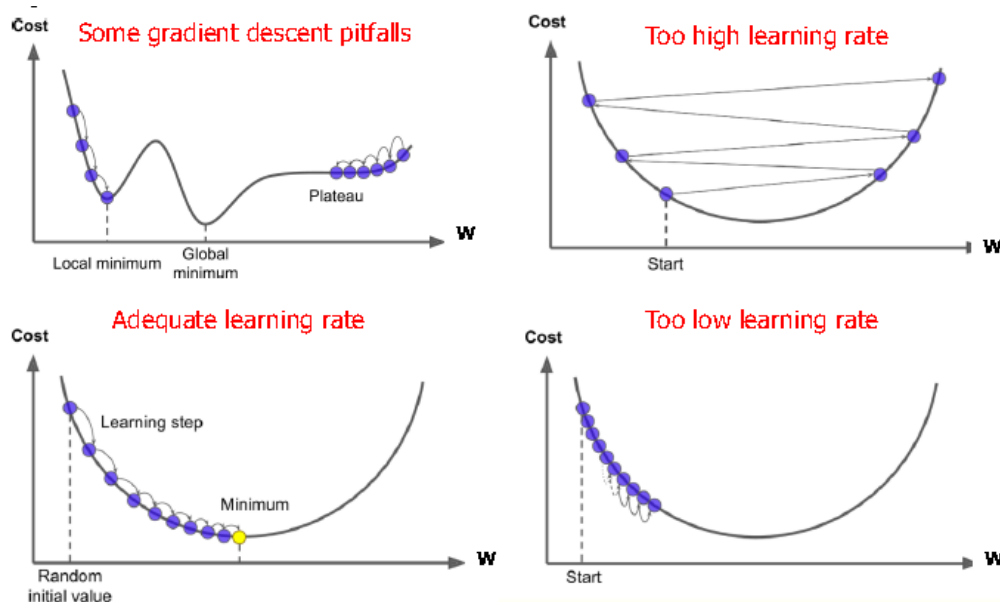 Some gradient descent pitfalls
Cost
Plateau
W
Local minimum
Global
minimum
Too high learning rate
Cost
W
Start
Adequate learning rate
Cost
Learning step
Minimum
W
Random
initial value
Too low learning rate
Cost
W
Start